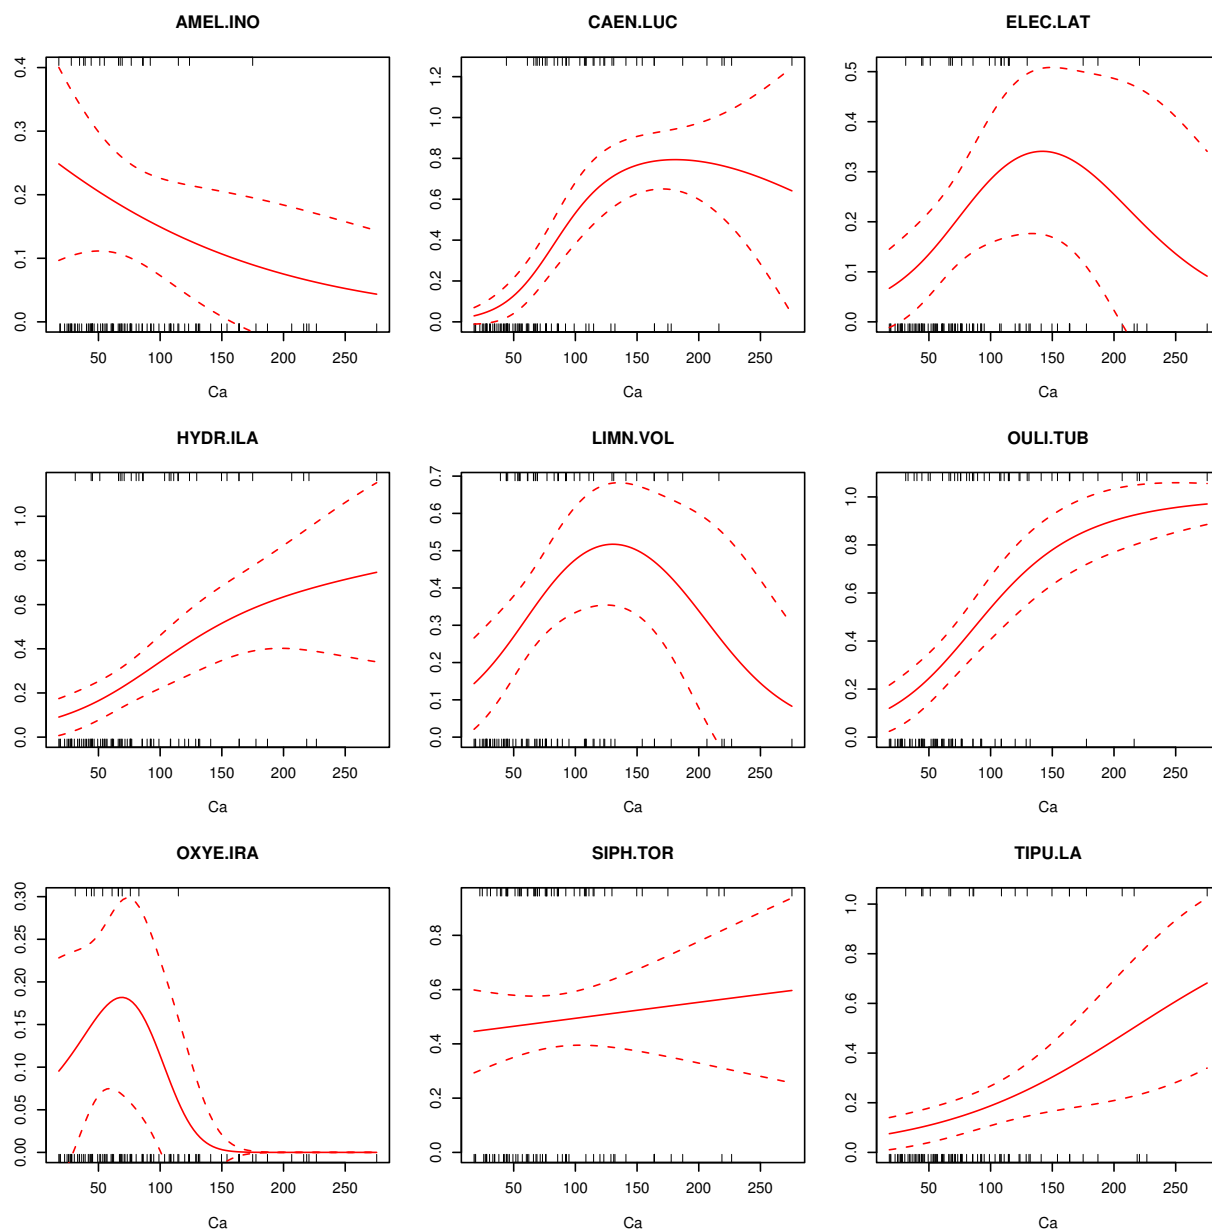 AMEL.INO CAEN.LUC ELEC.LAT
0.0 0.1 0.2 0.3 0.4
50 100 150 200 250
Ca
0.0 0.2 0.4 0.6 0.8 1.0 1.2
50 100 150 200 250
Ca
0.0 0.1 0.2 0.3 0.4 0.5
50 100 150 200 250
Ca
HYDR.ILA LIMN.VOL OULI.TUB
0.0 0.2 0.4 0.6 0.8 1.0
50 100 150 200 250
Ca
0.0 0.1 0.2 0.3 0.4 0.5 0.6 0.7
50 100 150 200 250
Ca
0.0 0.2 0.4 0.6 0.8 1.0
50 100 150 200 250
Ca
OXYE.IRA SIPH.TOR TIPU.LA
0.00 0.05 0.10 0.15 0.20 0.25 0.30
50 100 150 200 250
Ca
0.0 0.2 0.4 0.6 0.8
50 100 150 200 250
Ca
0.0 0.2 0.4 0.6 0.8 1.0
50 100 150 200 250
Ca